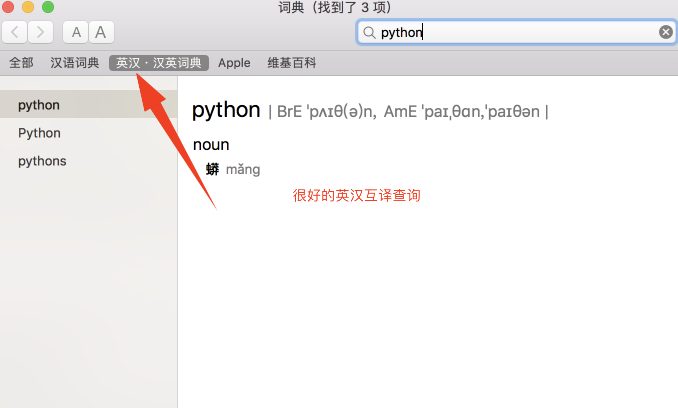 词典（找到了 3 项）
A A python
全部 汉语词典 英汉 · 汉英词典 Apple 维基百科
python
Python
pythons
python | BrE ˈpʌɪθ(ə)n, AmE ˈpaɪˌθɑn,ˈpaɪθən |
noun
蟒 mǎng
很好的英汉互译查询